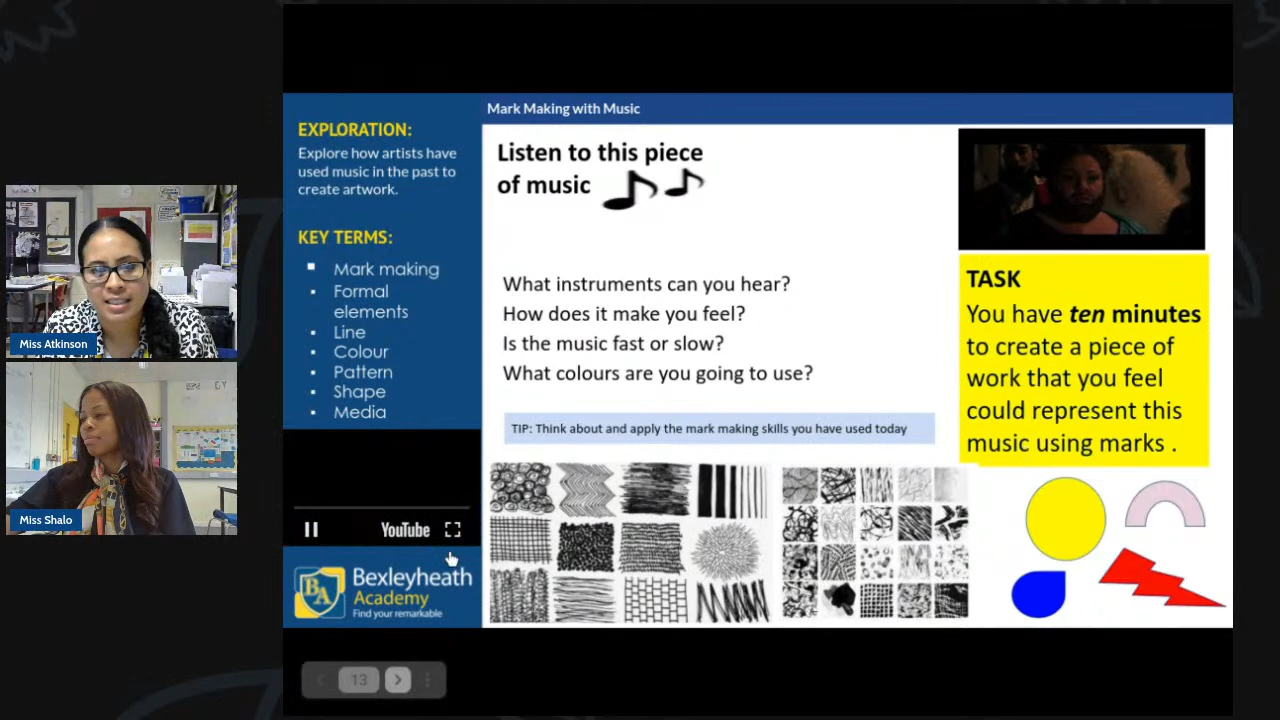 Mark Making with Music
EXPLORATION:
Explore how artists have
used music in the past to
create artwork.
KEY TERMS:
Mark making
Formal
elements
Line
Colour
Pattern
Shape
Media
Listen to this piece
of music
What instruments can you hear?
How does it make you feel?
Is the music fast or slow?
What colours are you going to use?
TIP: Think about and apply the mark making skills you have used today
TASK
You have ten minutes
to create a piece of
work that you feel
could represent this
music using marks .
Miss Atkinson
Miss Shalo
YouTube
BA
Bexleyheath
Academy
Find your remarkable
13